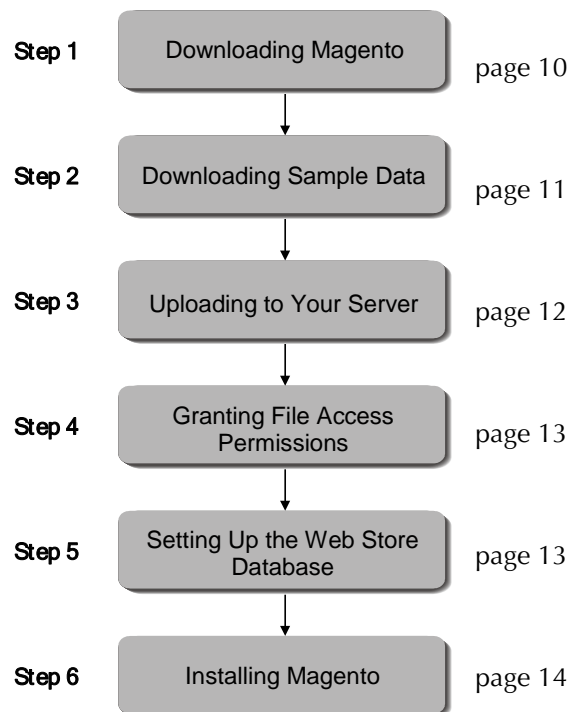 Step 1
Downloading Magento
page 10
Step 2
Downloading Sample Data
page 11
Step 3
Uploading to Your Server
page 12
Step 4
Granting File Access
Permissions
page 13
Step 5
Setting Up the Web Store
Database
page 13
Step 6
Installing Magento
page 14